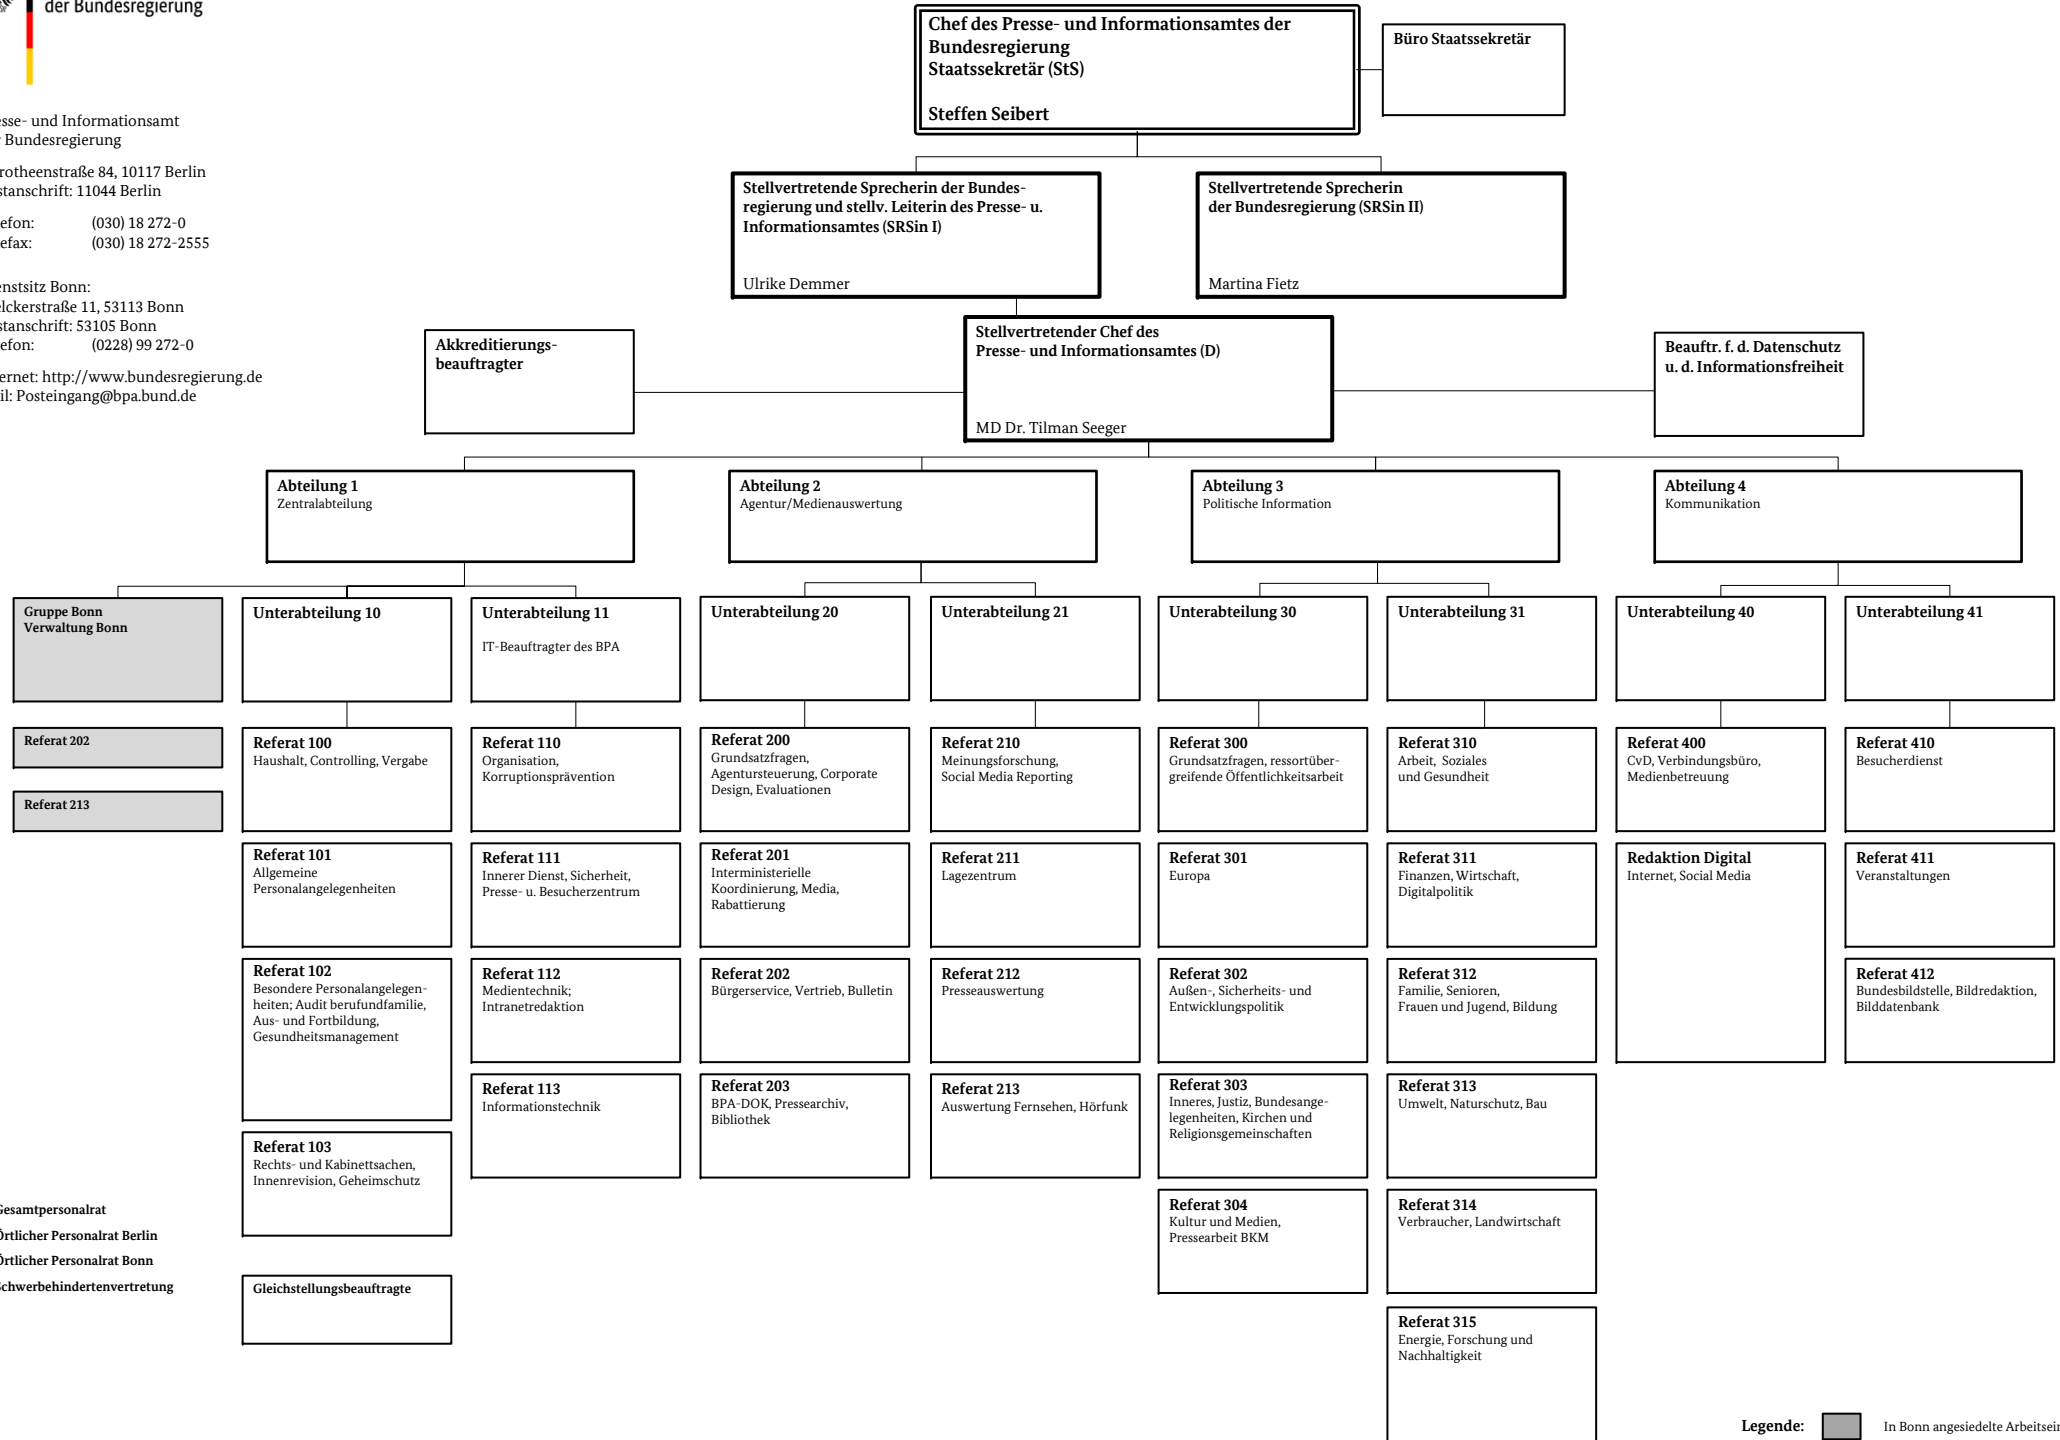 der Bundesregierung
Chef des Presse- und Informationsamtes der
Bundesregierung
Staatssekretär (StS)
Steffen Seibert
Büro Staatssekretär
Bundesregierung
84, 10117 Berlin
11044 Berlin
(030) 18 272-0
(030) 18 272-2555
Bonn:
11, 53113 Bonn
53105 Bonn
(0228) 99 272-0
http://www.bundesregierung.de
Posteingang@bpa.bund.de
Stellvertretende Sprecherin der Bundes-
regierung und stellv. Leiterin des Presse- u.
Informationsamtes (SRSin I)
Ulrike Demmer
Stellvertretende Sprecherin
der Bundesregierung (SRSin II)
Martina Fietz
Akkreditierungs-
beauftragter
Stellvertretender Chef des
Presse- und Informationsamtes (D)
MD Dr. Tilman Seeger
Beauftr. f. d. Datenschutz
u. d. Informationsfreiheit
Abteilung 1
Zentralabteilung
Abteilung 2
Agentur/Medienauswertung
Abteilung 3
Politische Information
Abteilung 4
Kommunikation
Gruppe Bonn
Verwaltung Bonn
Unterabteilung 10
Unterabteilung 11
IT-Beauftragter des BPA
Unterabteilung 20
Unterabteilung 21
Unterabteilung 30
Unterabteilung 31
Unterabteilung 40
Unterabteilung 41
Referat 202
Referat 213
Referat 100
Haushalt, Controlling, Vergabe
Referat 110
Organisation,
Korruptionsprävention
Referat 200
Grundsatzfragen,
Agentursteuerung, Corporate
Design, Evaluationen
Referat 210
Meinungsforschung,
Social Media Reporting
Referat 300
Grundsatzfragen, ressortüber-
greifende Öffentlichkeitsarbeit
Referat 310
Arbeit, Soziales
und Gesundheit
Referat 400
CvD, Verbindungsbüro,
Medienbetreuung
Referat 410
Besucherdienst
Referat 101
Allgemeine
Personalangelegenheiten
Referat 111
Innerer Dienst, Sicherheit,
Presse- u. Besucherzentrum
Referat 201
Interministerielle
Koordinierung, Media,
Rabattierung
Referat 211
Lagezentrum
Referat 301
Europa
Referat 311
Finanzen, Wirtschaft,
Digitalpolitik
Redaktion Digital
Internet, Social Media
Referat 411
Veranstaltungen
Referat 102
Besondere Personalangelegen-
heiten; Audit berufundfamilie,
Aus- und Fortbildung,
Gesundheitsmanagement
Referat 112
Medientechnik;
Intranetredaktion
Referat 202
Bürgerservice, Vertrieb, Bulletin
Referat 212
Presseauswertung
Referat 302
Außen-, Sicherheits- und
Entwicklungspolitik
Referat 312
Familie, Senioren,
Frauen und Jugend, Bildung
Referat 412
Bundesbildstelle, Bildredaktion,
Bilddatenbank
Referat 113
Informationstechnik
Referat 203
BPA-DOK, Pressearchiv,
Bibliothek
Referat 213
Auswertung Fernsehen, Hörfunk
Referat 303
Inneres, Justiz, Bundesange-
legenheiten, Kirchen und
Religionsgemeinschaften
Referat 313
Umwelt, Naturschutz, Bau
Referat 103
Rechts- und Kabinettsachen,
Innenrevision, Geheimschutz
Referat 304
Kultur und Medien,
Pressearbeit BKM
Referat 314
Verbraucher, Landwirtschaft
Gesamtpersonalrat
Örtlicher Personalrat Berlin
Örtlicher Personalrat Bonn
Schwerbehindertenvertretung
Gleichstellungsbeauftragte
Referat 315
Energie, Forschung und
Nachhaltigkeit
Legende:
In Bonn angesiedelte